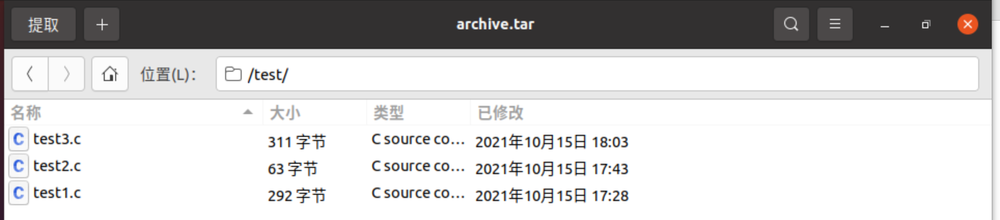 提取 + archive.tar
位置(L): /test/
名称 大小 类型 已修改
C test3.c 311 字节 C source co... 2021年10月15日 18:03
C test2.c 63 字节 C source co... 2021年10月15日 17:43
C test1.c 292 字节 C source co... 2021年10月15日 17:28